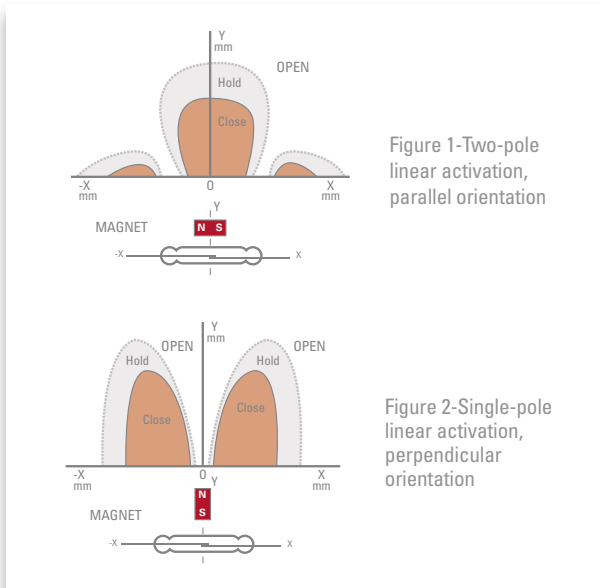 Y
mm
OPEN
Hold
Close
-X
mm
0
X
mm
Figure 1-Two-pole
linear activation,
parallel orientation
Y
MAGNET
N S
-X
X
Y
mm
OPEN
OPEN
Hold
Hold
Close
Close
-X
mm
0
X
mm
Figure 2-Single-pole
linear activation,
perpendicular
orientation
Y
N
S
MAGNET
-X
X